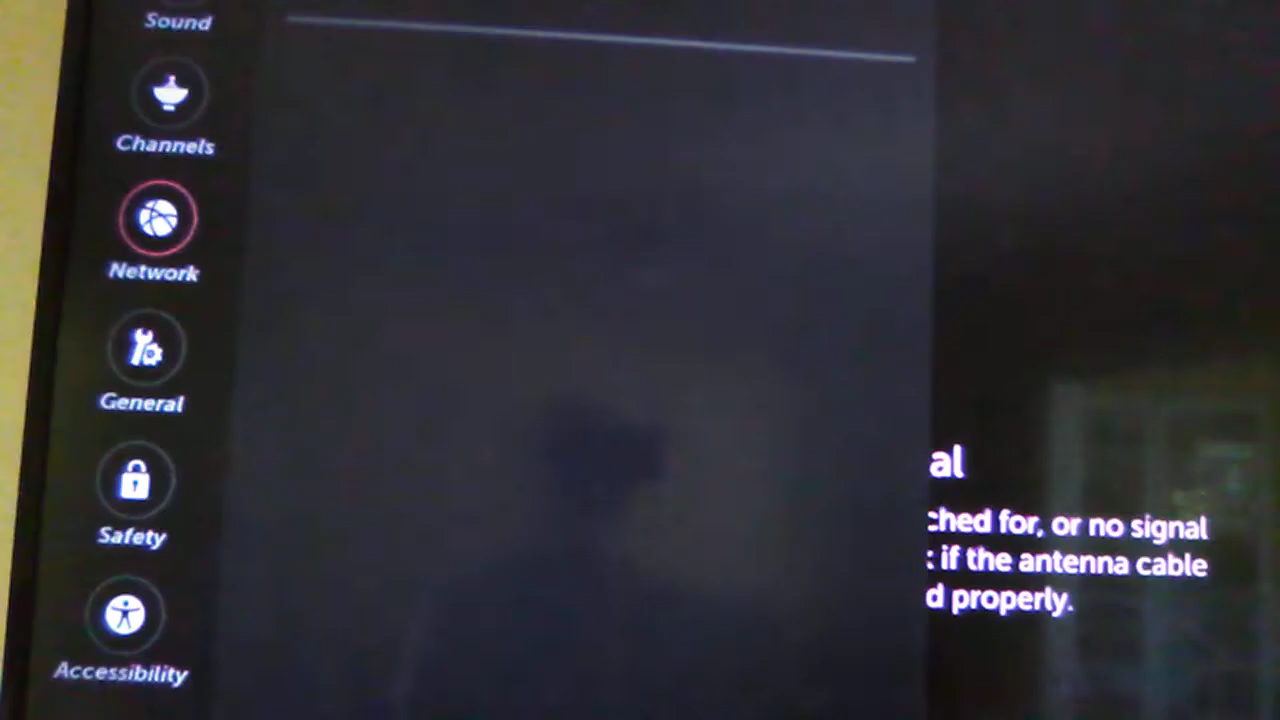 Sound
Channels
Network
General
Safety
Accessibility
al
ched for, or no signal
if the antenna cable
d properly.